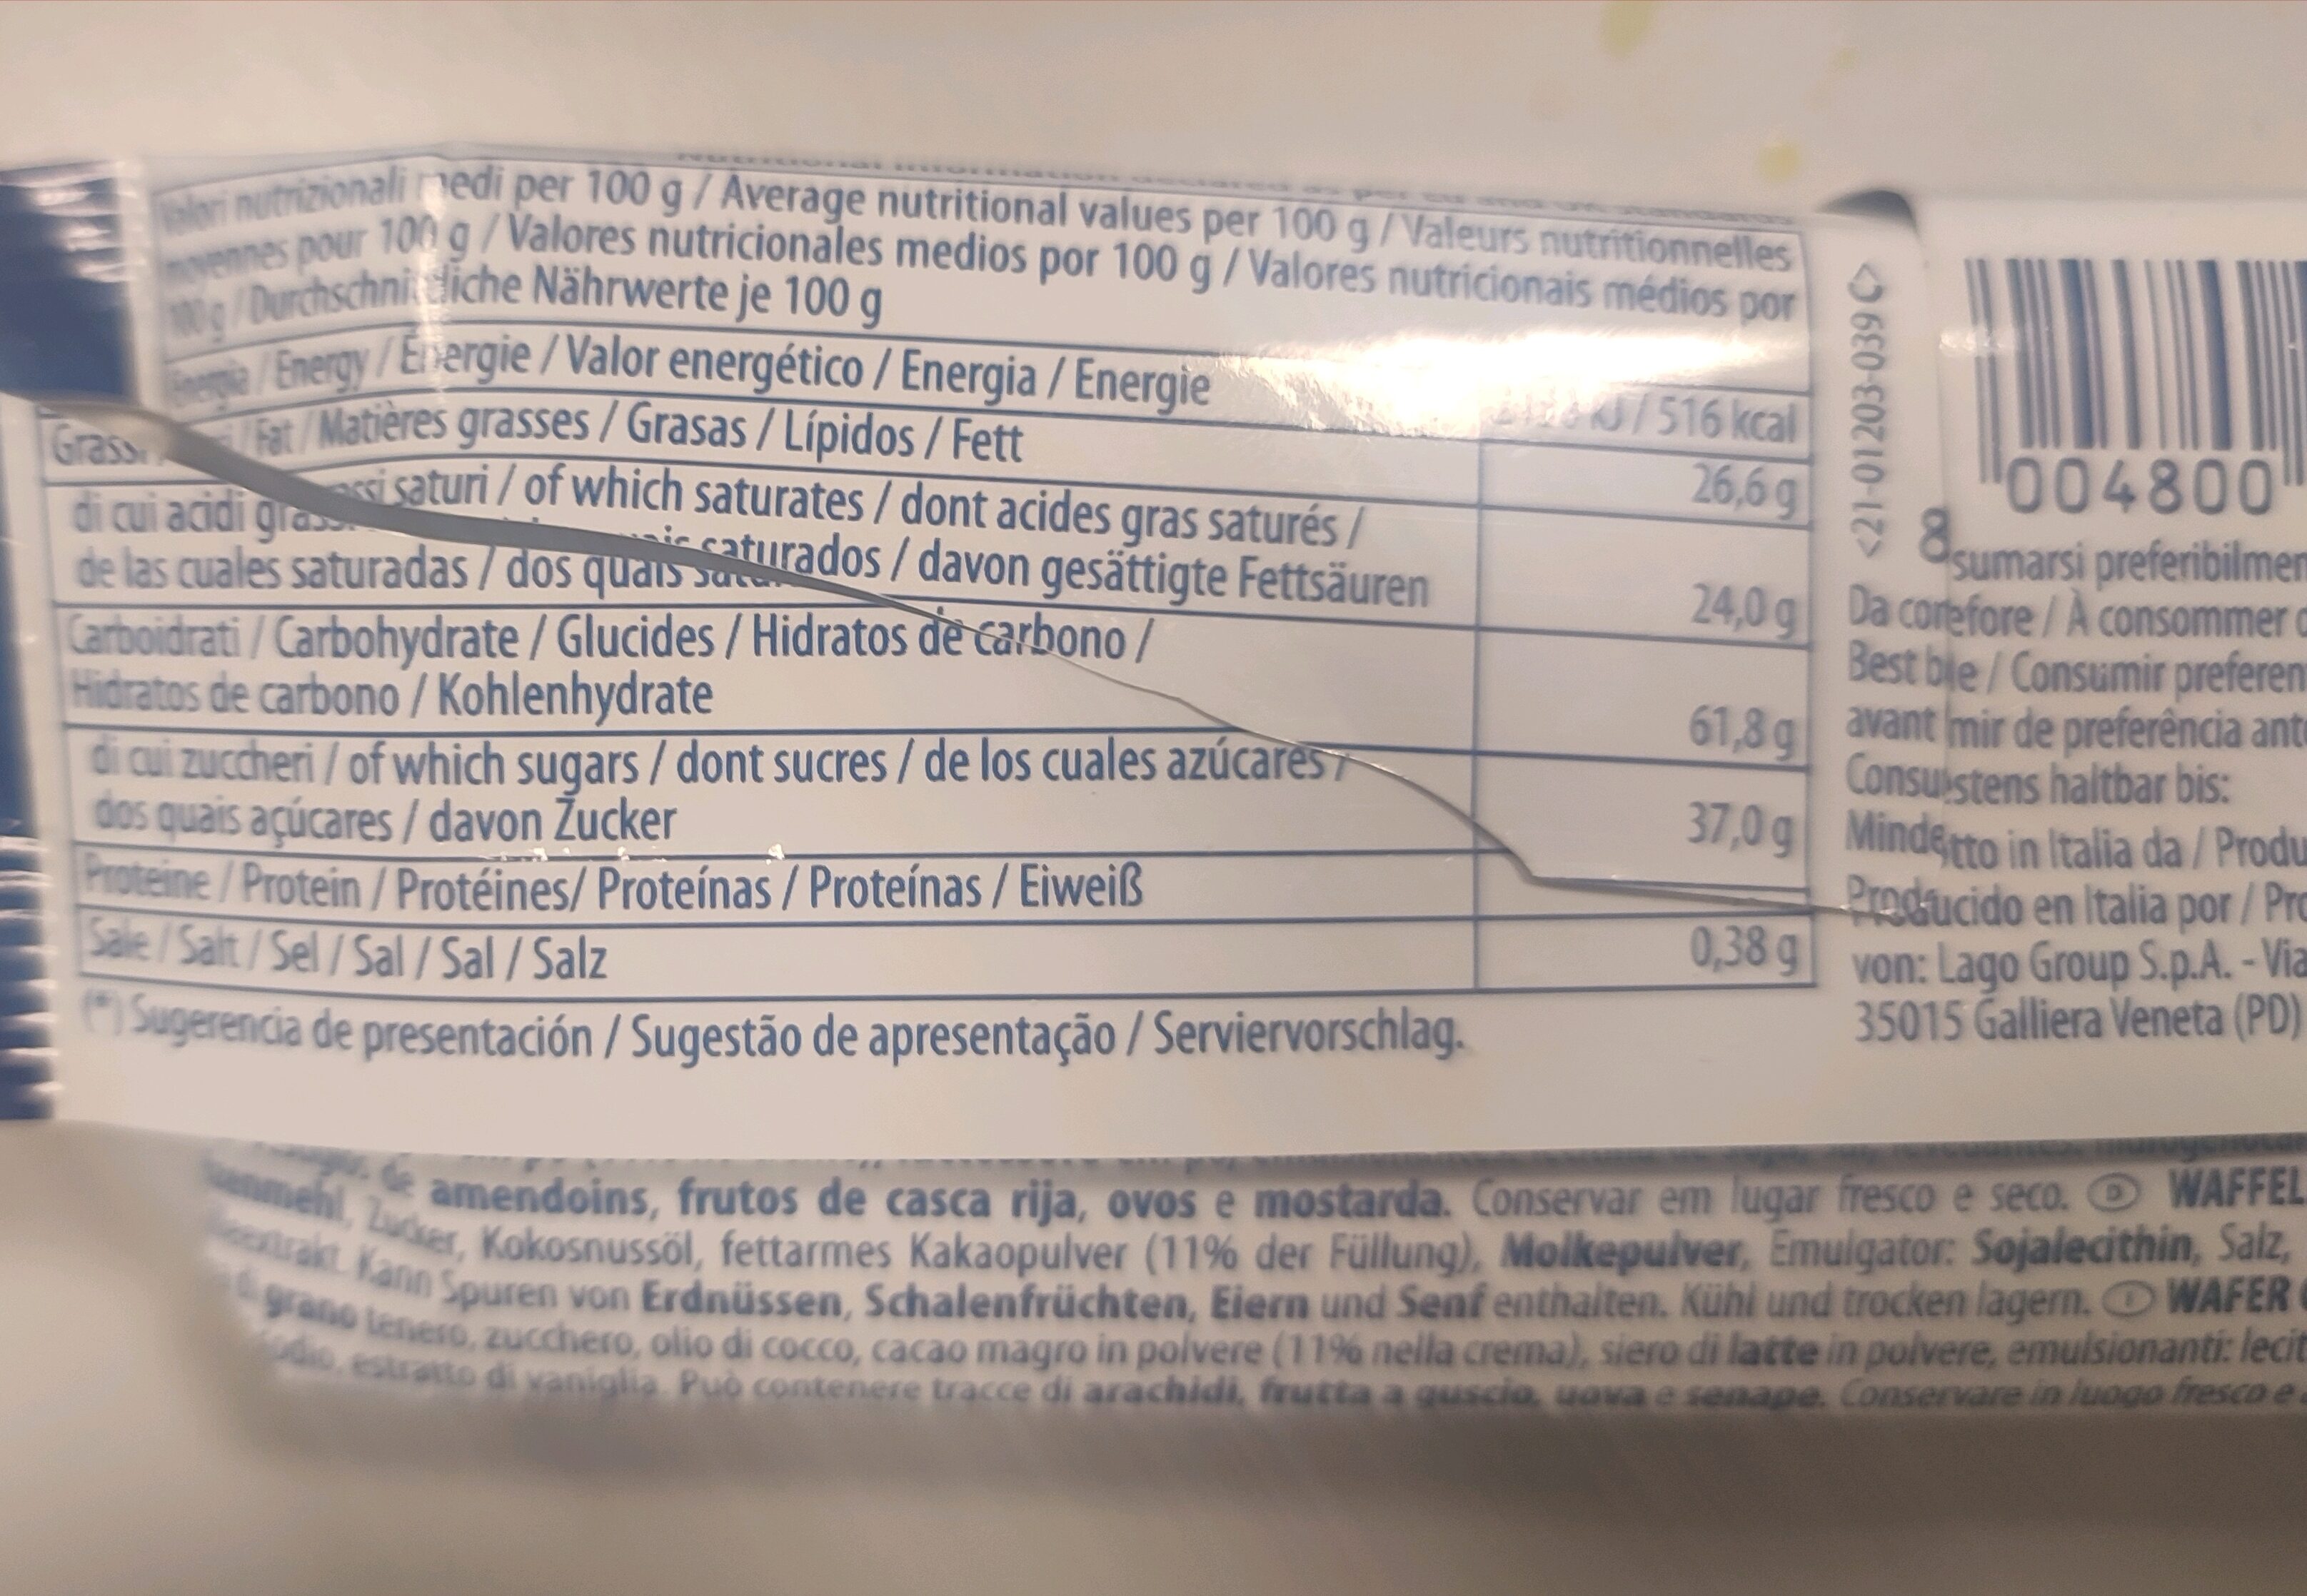 nutrizionali medi per 100 g / Average nutritional values per 100 g / Valeurs nutritionnelles
moyennes pour 100 g / Valores nutricionales medios por 100 g / Valores nutricionais médios por
100 g / Durchschnittliche Nährwerte je 100 g
Energia / Energy / Énergie / Valor energético / Energia / Energie
/ 516 kcal
Fat / Matières grasses / Grasas / Lípidos / Fett
26,6 g
di cui acidi grassi saturi / of which saturates / dont acides gras saturés /
de las cuales saturadas / dos quais saturados / davon gesättigte Fettsäuren
24,0 g
Carboidrati / Carbohydrate / Glucides / Hidratos de carbono /
Hidratos de carbono / Kohlenhydrate
61,8 g
di cui zuccheri / of which sugars / dont sucres / de los cuales azúcares /
dos quais açúcares / davon Zucker
37,0 g
Proteine / Protein / Protéines/ Proteínas / Proteínas / Eiweiß
Sale / Salt / Sel / Sal / Sal / Salz
0,38 g
(*) Sugerencia de presentación / Sugestão de apresentação / Serviervorschlag.
<21-01203-039
8 004800
Da sumarsi preferibilmen
Best fore / À consommer
avant le / Consumir preferen
mir de preferência ant
stens haltbar bis:
tto in Italia da / Produ
Producido en Italia por / Pro
von: Lago Group S.p.A. - Via
35015 Galliera Veneta (PD)
de amendoins, frutos de casca rija, ovos e mostarda. Conservar em lugar fresco e seco. D WAFFEL
Zucker, Kokosnussöl, fettarmes Kakaopulver (11% der Füllung), Molkepulver, Emulgator: Sojalecithin, Salz,
Kann Spuren von Erdnüssen, Schalenfrüchten, Eiern und Senf enthalten. Kühl und trocken lagern. I WAFER
di grano tenero, zucchero, olio di cocco, cacao magro in polvere (11% nella crema), siero di latte in polvere, emulsionanti: lecit
estratto di vaniglia. Può contenere tracce di arachidi, frutta a guscio, uova e senape. Conservare in luogo fresco e